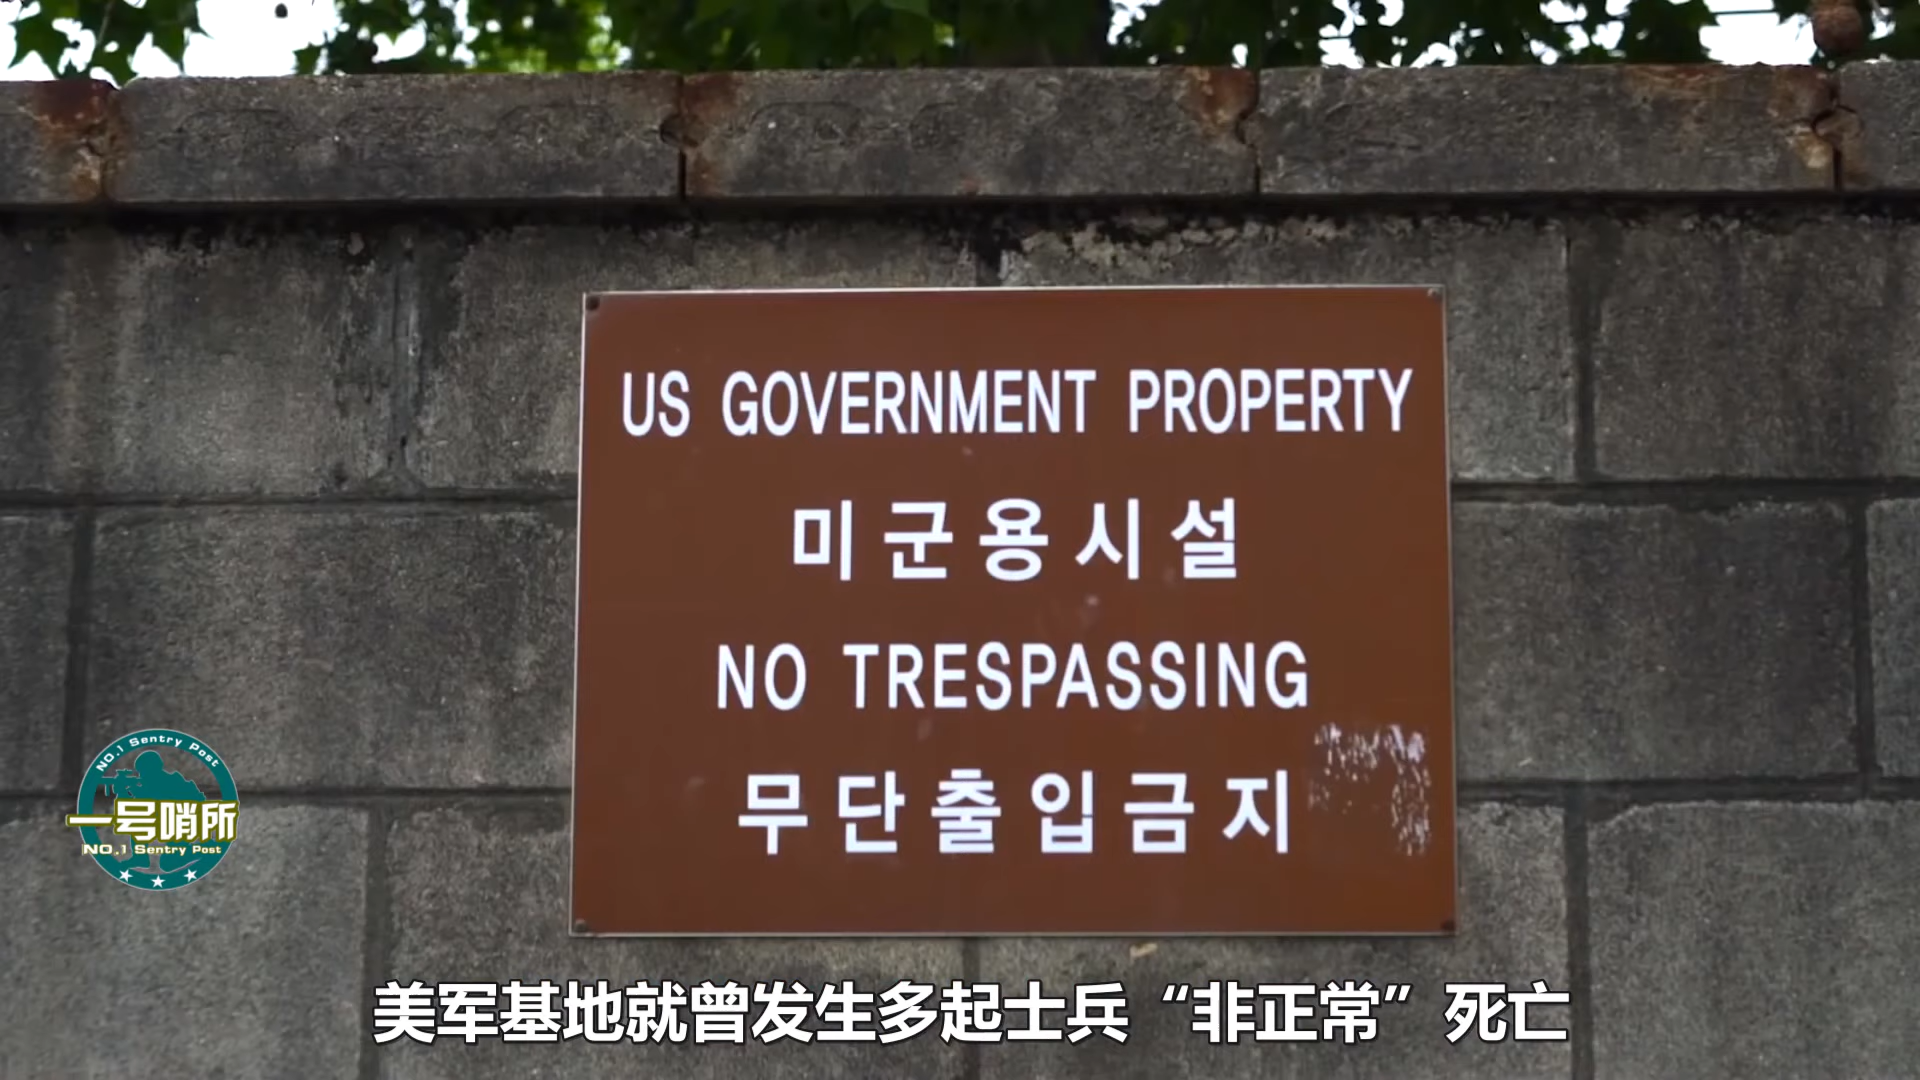 US GOVERNMENT PROPERTY
미군용시설
NO TRESPASSING
무단출입금지
NO.1 Sentry Post
一号哨所
NO.1 Sentry Post
美军基地就曾发生多起士兵“非正常”死亡